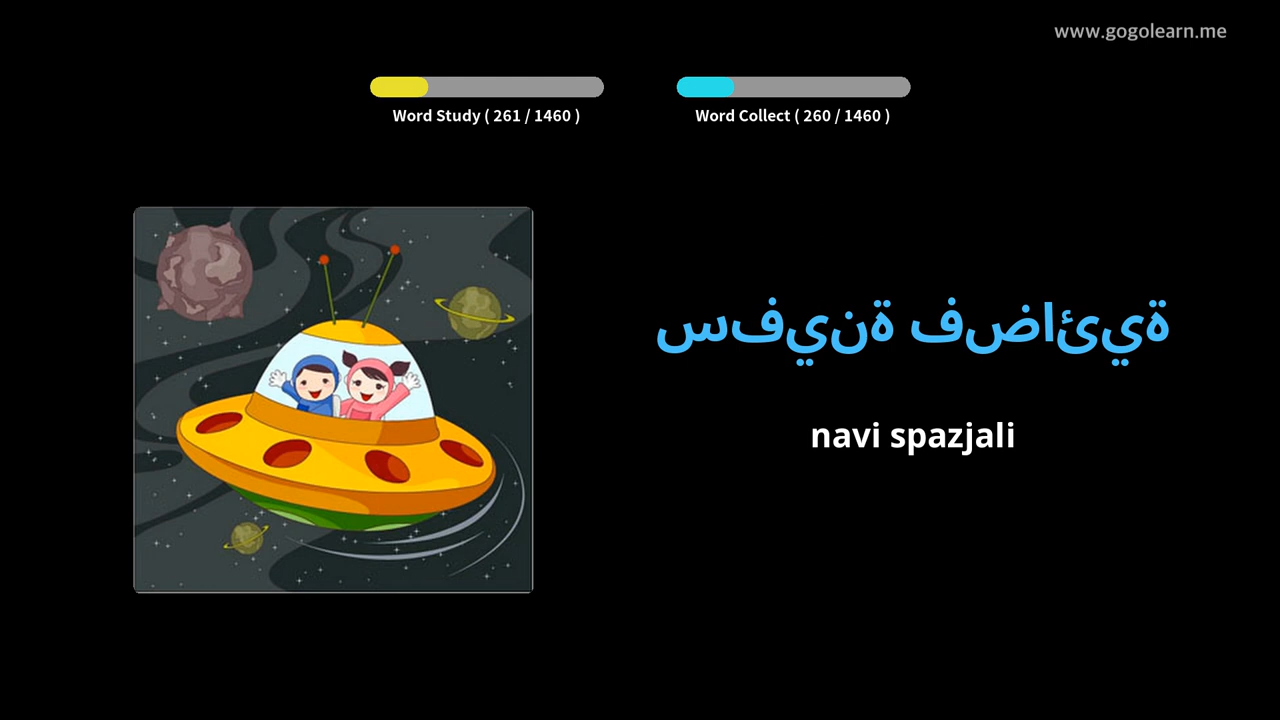 www.gogolearn.me
Word Study ( 261 / 1460 )
Word Collect ( 260 / 1460 )
سفينة فضائية
navi spazjali